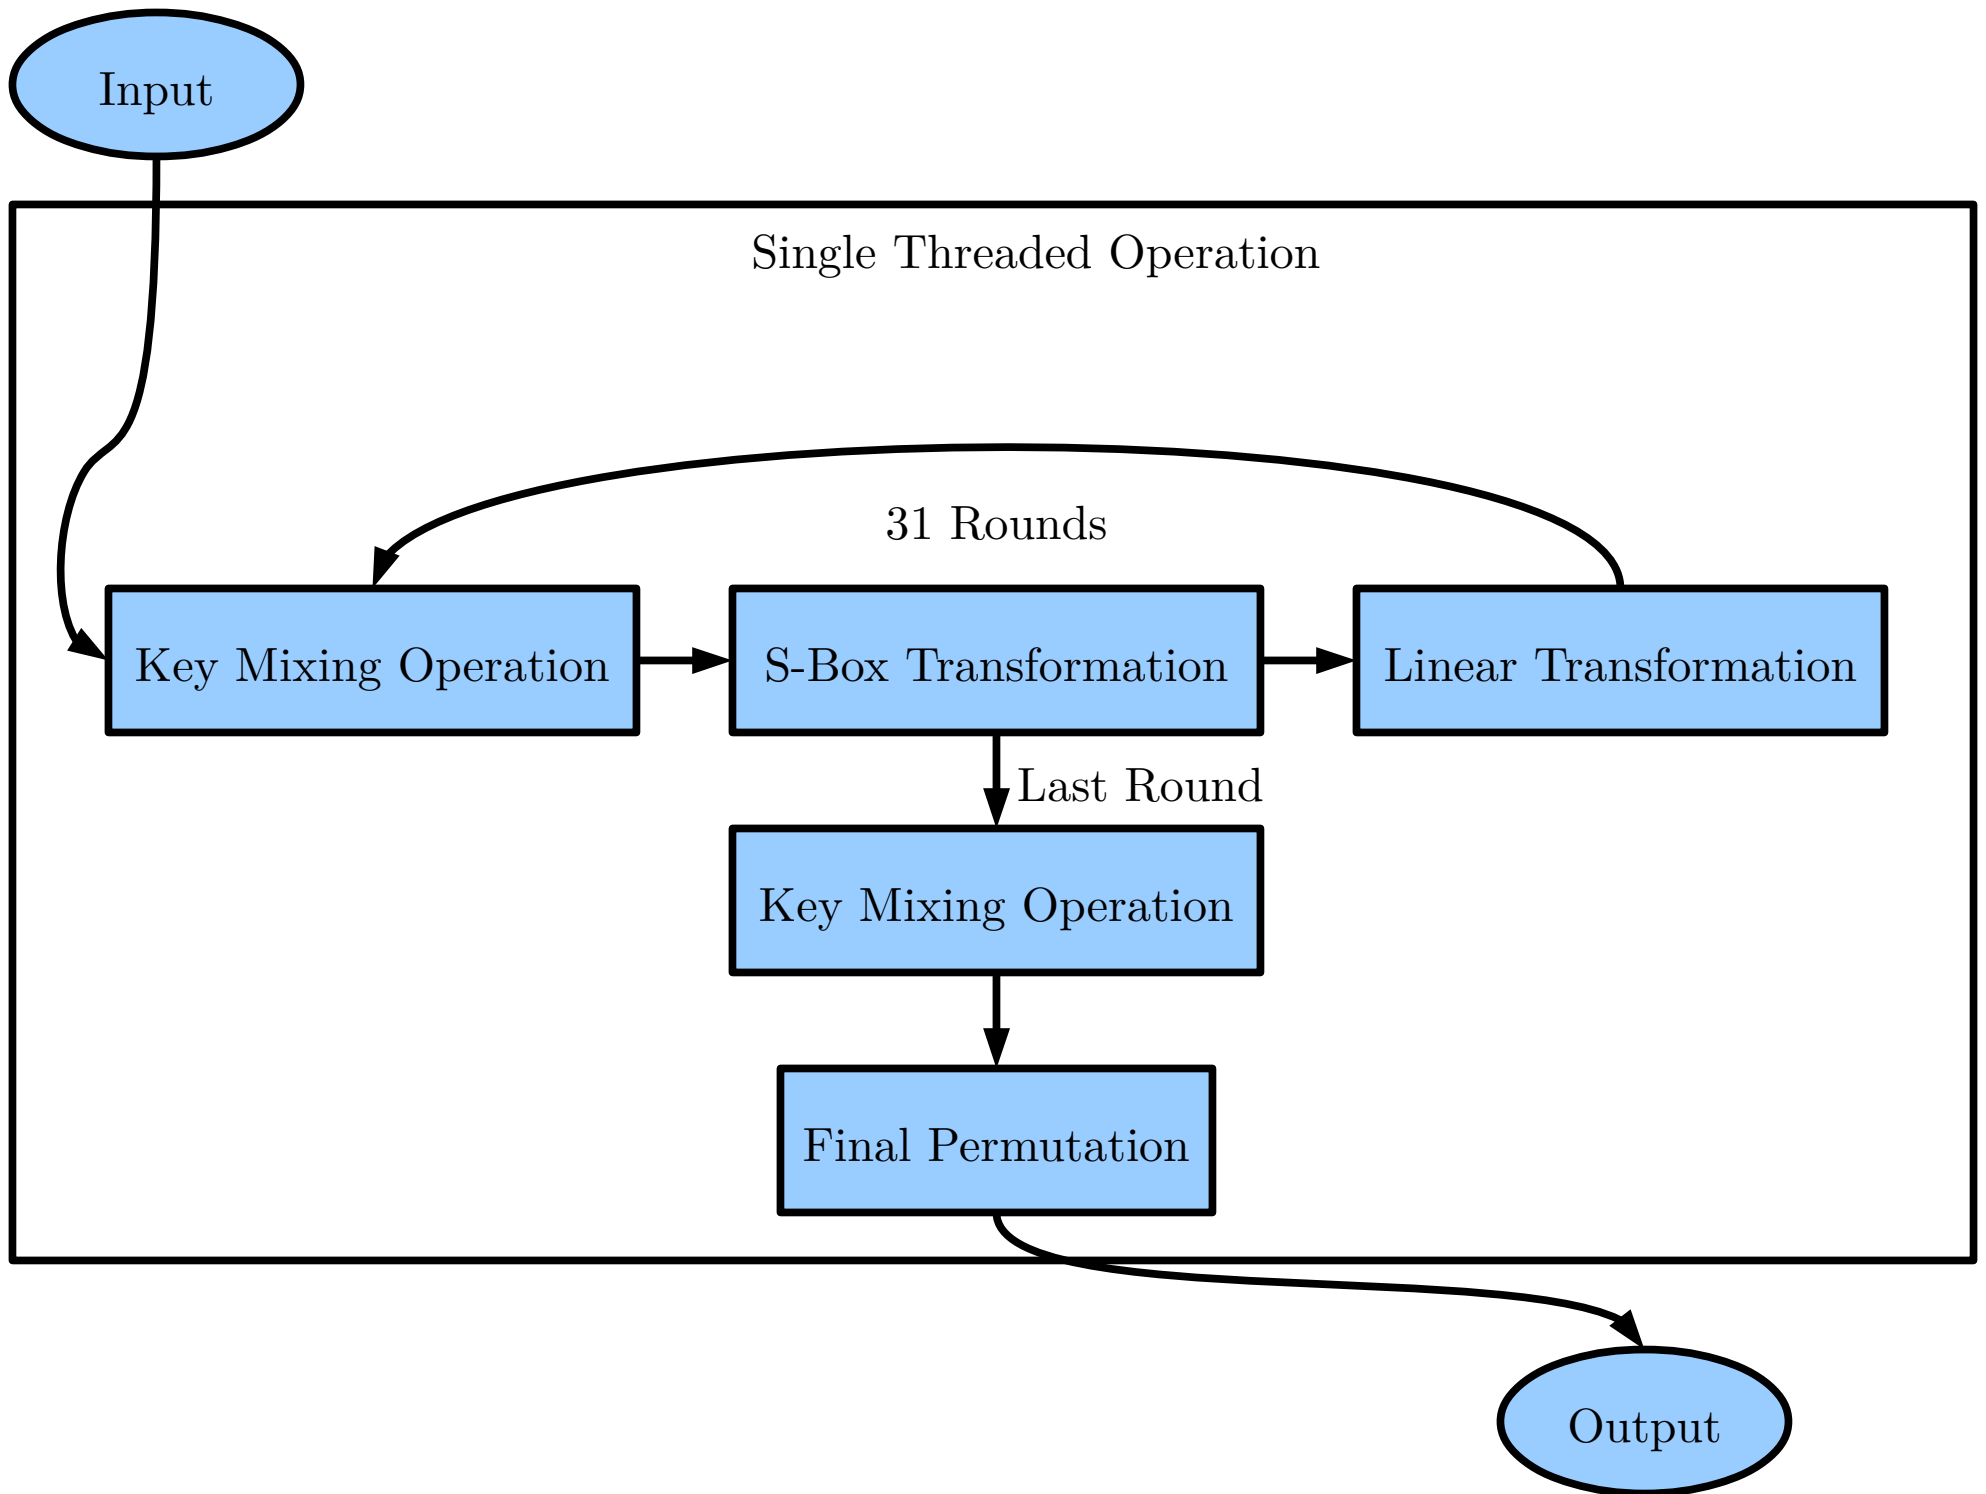 Input
Single Threaded Operation
31 Rounds
Key Mixing Operation
S-Box Transformation
Linear Transformation
Last Round
Key Mixing Operation
Final Permutation
Output